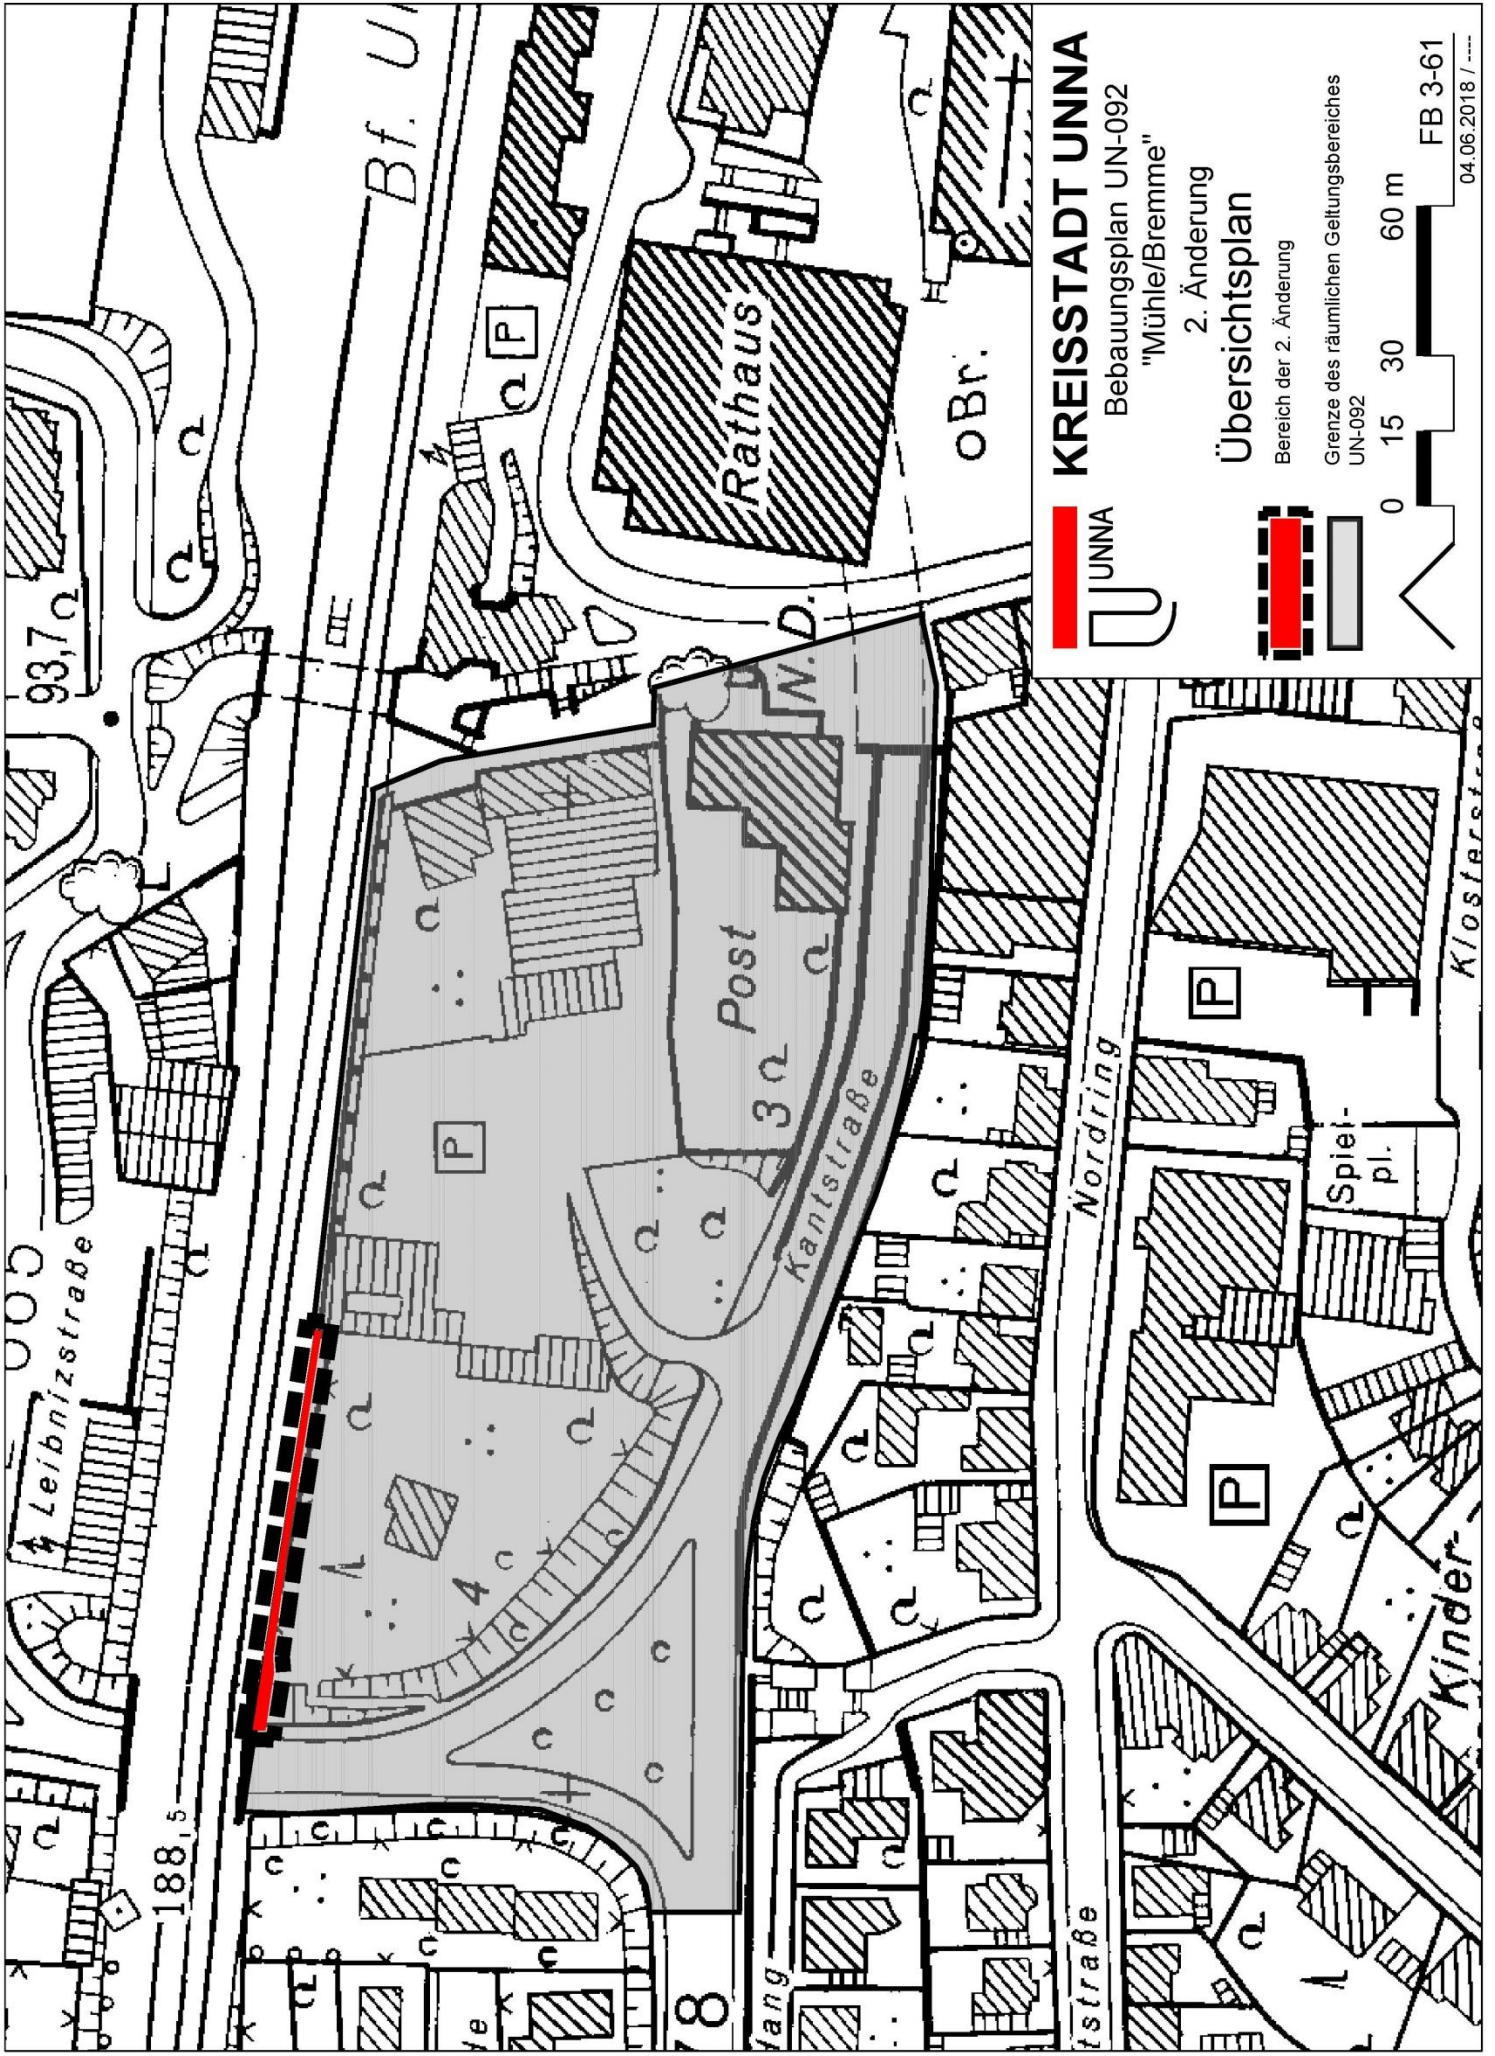 KREISSTADT UNNA
UNNA
Bebauungsplan UN-092
"Mühle/Bremme"
2. Änderung
Übersichtsplan
Bereich der 2. Änderung
Grenze des räumlichen Geltungsbereiches
UN-092
0 15 30 60 m
FB 3-61
04.06.2018 / ----
Bf. U
93,7
Leibnizstraße
188,5
Rathaus
oBr.
N. D.
Post
3
4
P
P
P
P
Kantstraße
Nordring
Klosterstr
Spiel-
pl.
Kinder-
78
tstraße